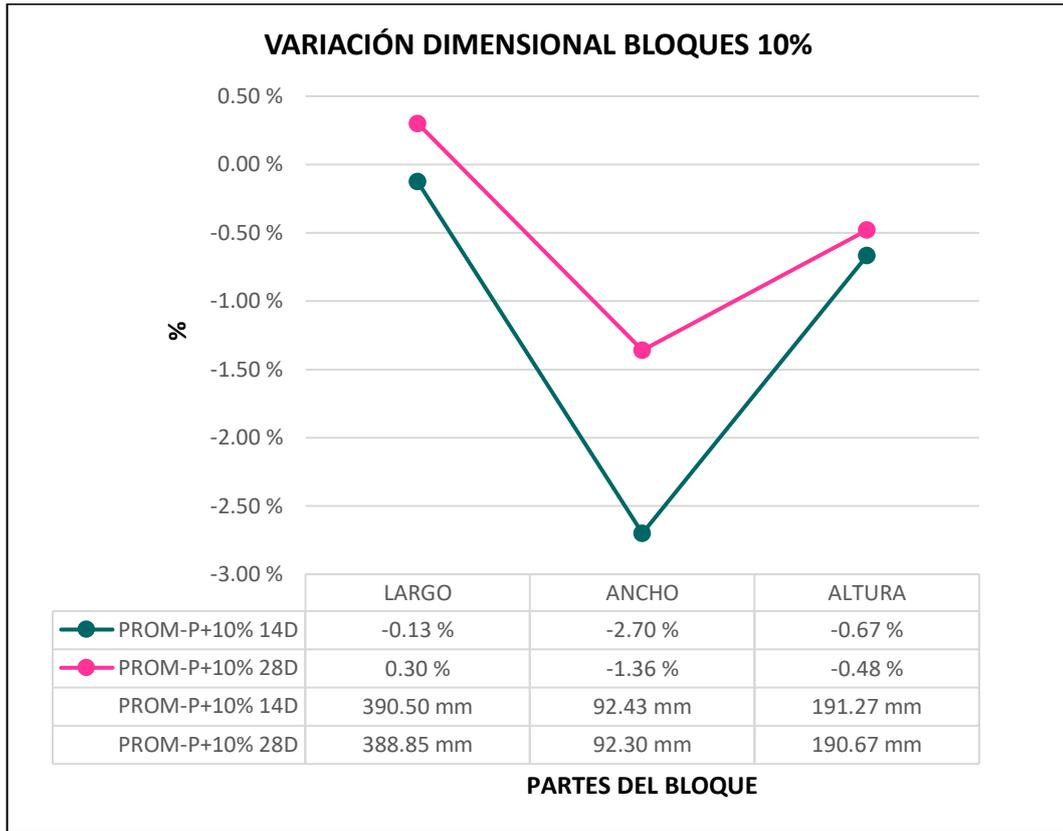 VARIACIÓN DIMENSIONAL BLOQUES 10%
0.50 %
0.00 %
-0.50 %
-1.00 %
-1.50 %
-2.00 %
-2.50 %
-3.00 %
%
LARGO ANCHO ALTURA
PROM-P+10% 14D -0.13 % -2.70 % -0.67 %
PROM-P+10% 28D 0.30 % -1.36 % -0.48 %
PROM-P+10% 14D 390.50 mm 92.43 mm 191.27 mm
PROM-P+10% 28D 388.85 mm 92.30 mm 190.67 mm
PARTES DEL BLOQUE